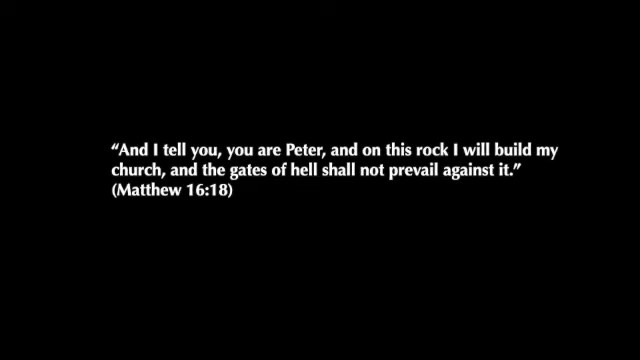 “And I tell you, you are Peter, and on this rock I will build my
church, and the gates of hell shall not prevail against it.”
(Matthew 16:18)